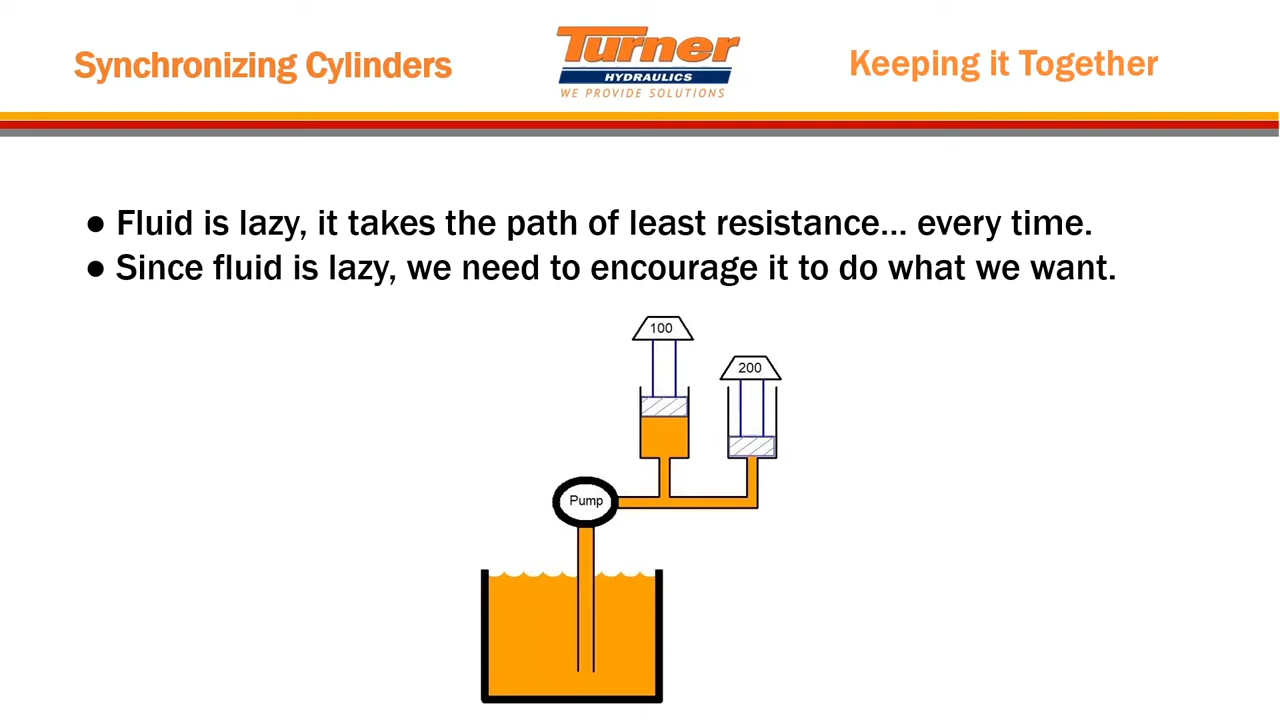 Synchronizing Cylinders
Turner
HYDRAULICS
WE PROVIDE SOLUTIONS
Keeping it Together
● Fluid is lazy, it takes the path of least resistance... every time.
● Since fluid is lazy, we need to encourage it to do what we want.
100
200
Pump